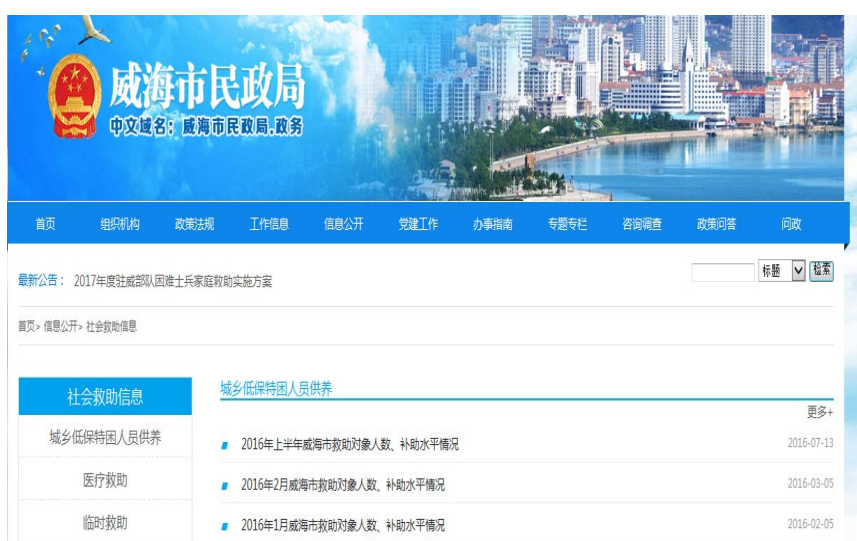 威海市民政局
中文域名：威海市民政局.政务
首页 组织机构 政策法规 工作信息 信息公开 党建工作 办事指南 专题专栏 咨询调查 政策问答 问政
最新公告： 2017年度驻威部队困难士兵家庭救助实施方案
标题 检索
首页> 信息公开> 社会救助信息
社会救助信息
城乡低保特困人员供养
医疗救助
临时救助
城乡低保特困人员供养
更多+
2016年上半年威海市救助对象人数、补助水平情况 2016-07-13
2016年2月威海市救助对象人数、补助水平情况 2016-03-05
2016年1月威海市救助对象人数、补助水平情况 2016-02-05